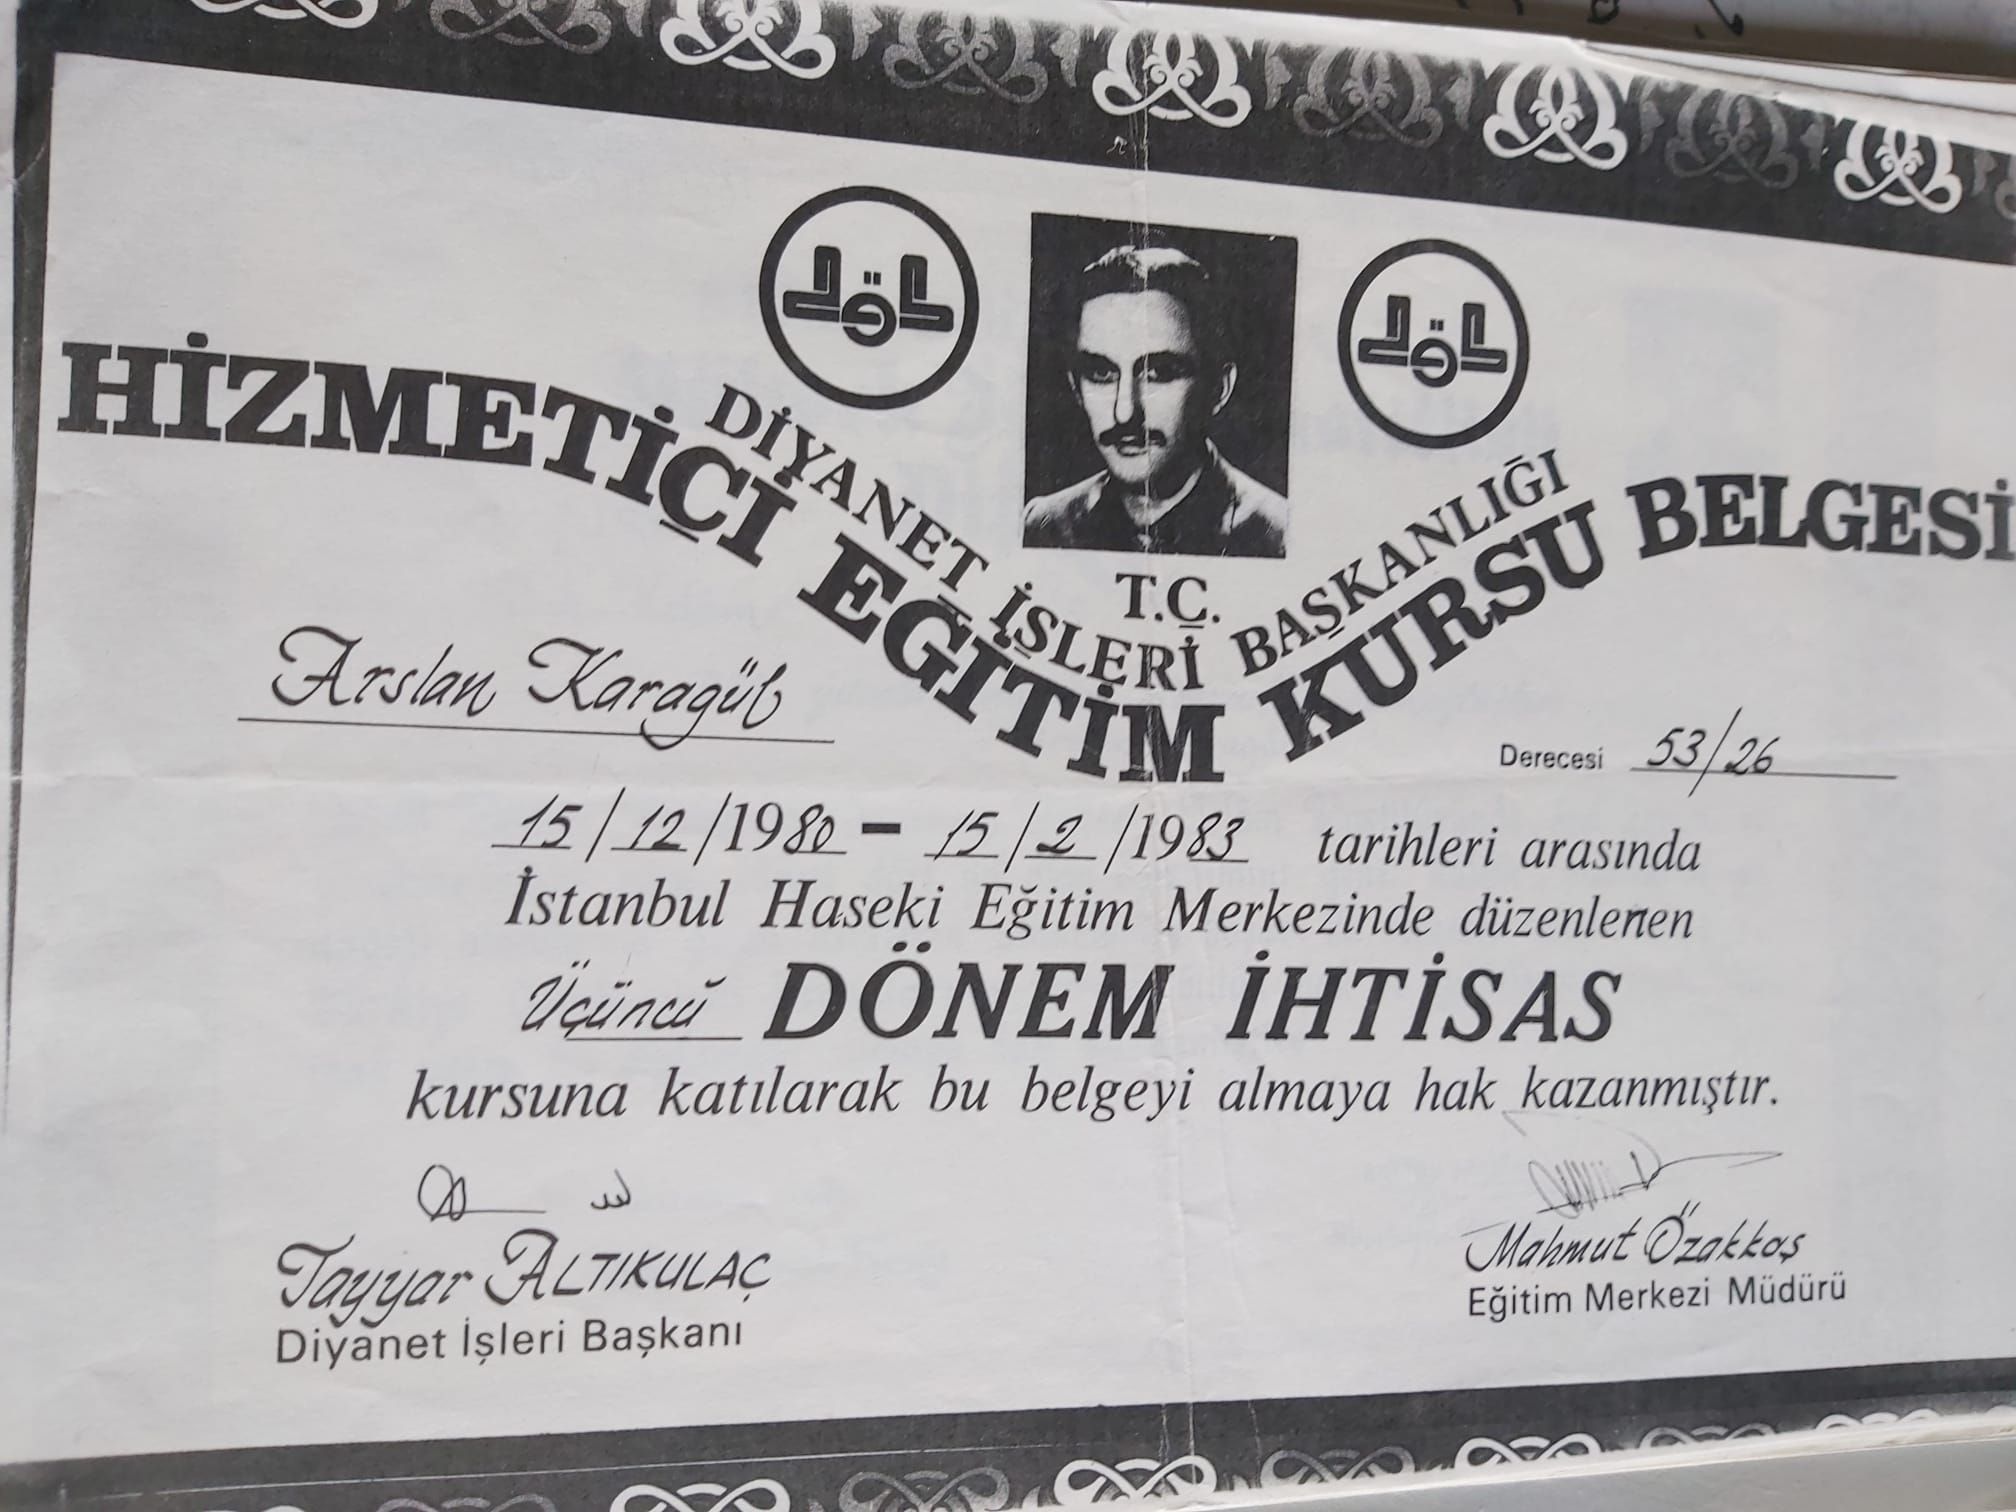 T.C.
DİYANET İŞLERİ BAŞKANLIĞI
HİZMETİÇİ EĞİTİM KURSU BELGESİ
Arslan Karagül
Derecesi 53/26
15/12/1980 – 15/2/1983 tarihleri arasında
İstanbul Haseki Eğitim Merkezinde düzenlenen
Üçüncü DÖNEM İHTİSAS
kursuna katılarak bu belgeyi almaya hak kazanmıştır.
Tayyar ALTIKULAÇ
Diyanet İşleri Başkanı
Mahmut Özakkaş
Eğitim Merkezi Müdürü